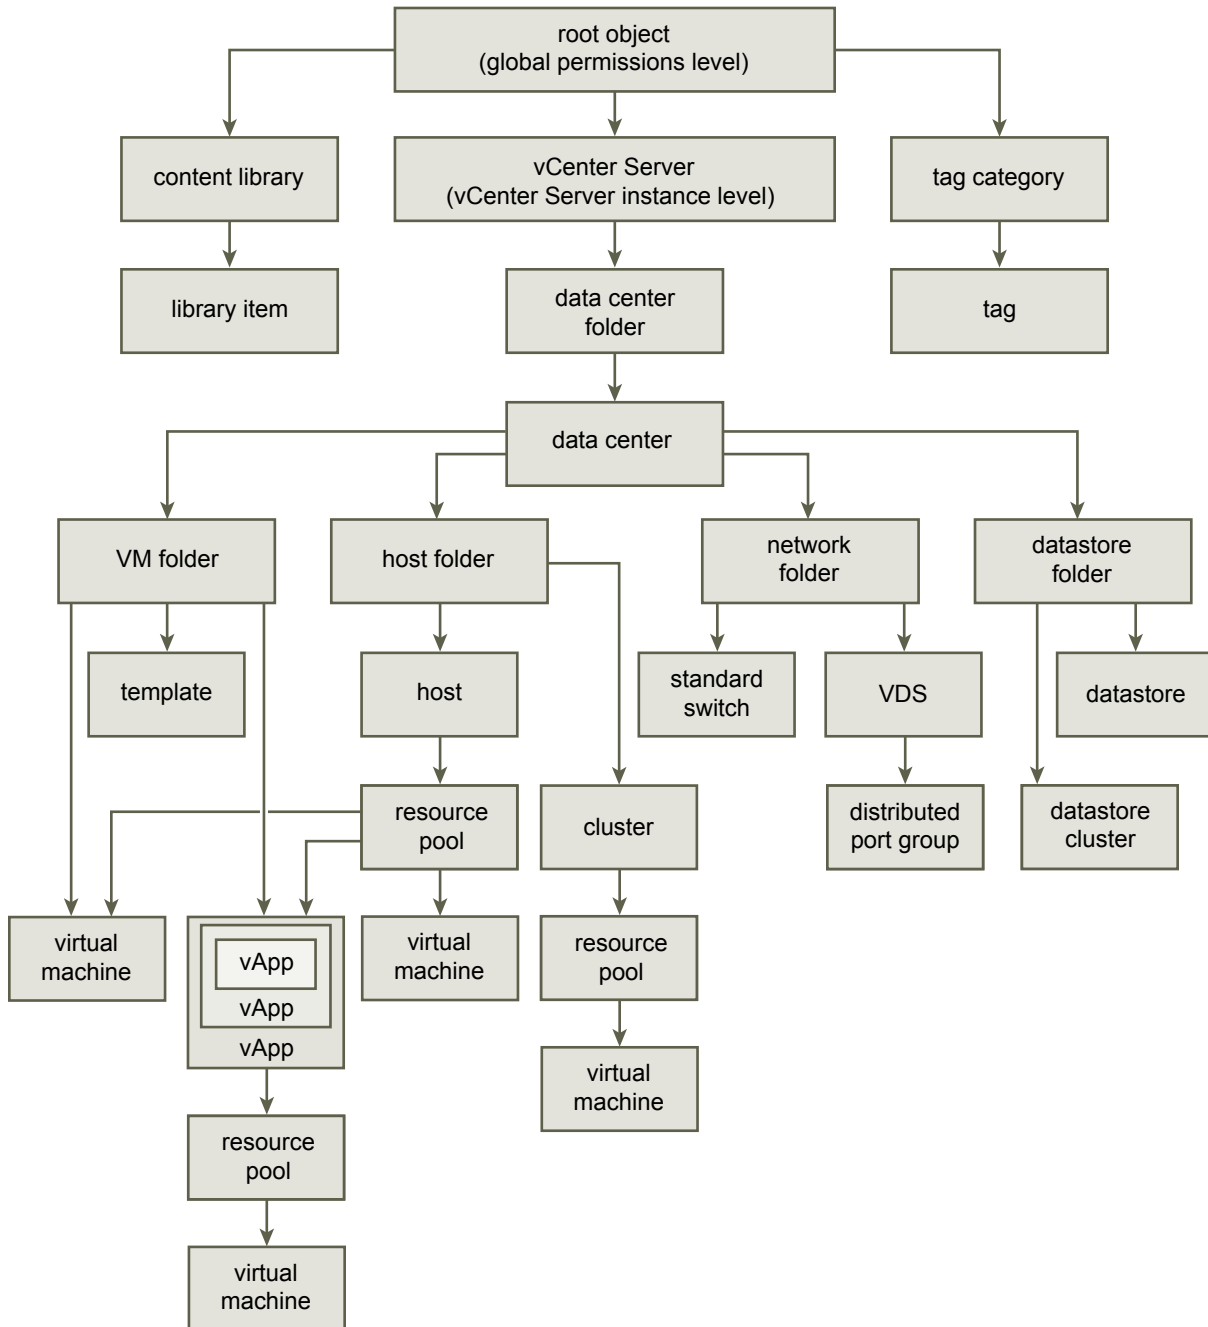 root object
(global permissions level)
content library
vCenter Server
(vCenter Server instance level)
tag category
library item
data center
folder
tag
data center
VM folder
host folder
network
folder
datastore
folder
template
host
standard
switch
VDS
datastore
resource
pool
cluster
distributed
port group
datastore
cluster
virtual
machine
vApp
vApp
vApp
virtual
machine
resource
pool
virtual
machine
resource
pool
virtual
machine